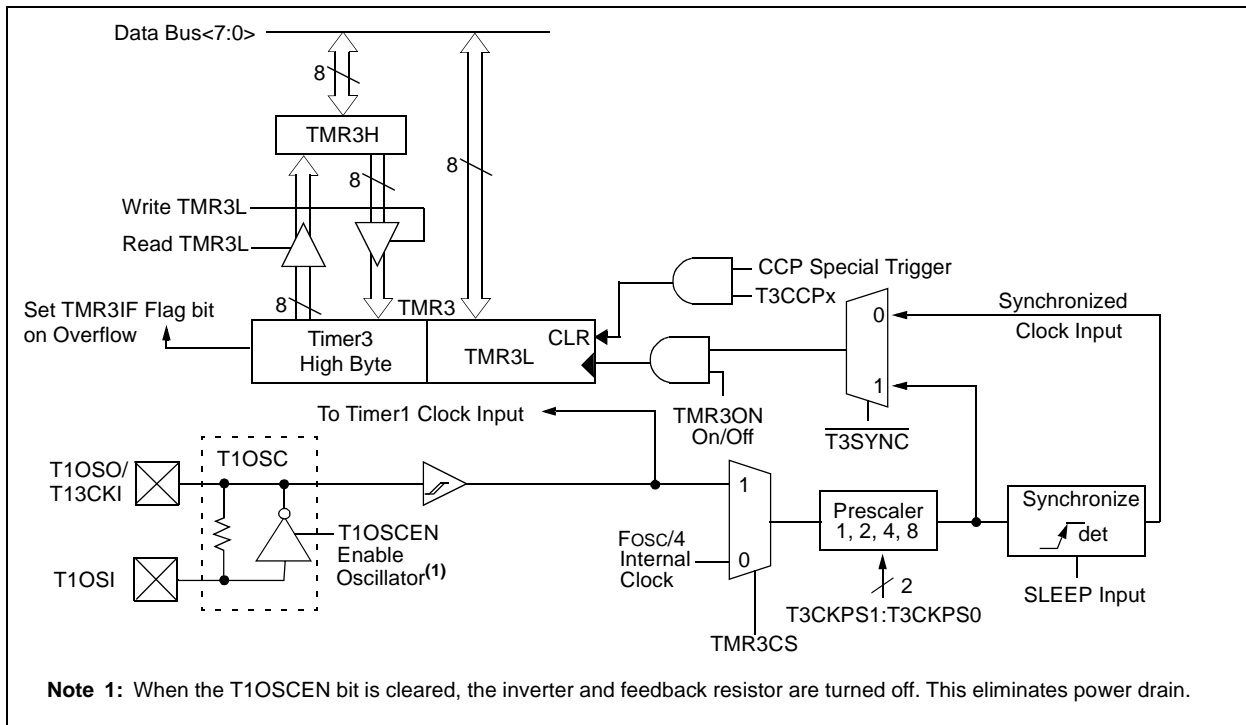 Data Bus<7:0>
8
TMR3H
8
8
Write TMR3L
Read TMR3L
8
TMR3
CCP Special Trigger
T3CCPx
Set TMR3IF Flag bit
on Overflow
Timer3
High Byte
TMR3L
CLR
0
1
Synchronized
Clock Input
TMR3ON
On/Off
T3SYNC
To Timer1 Clock Input
T1OSC
T1OSO/
T13CKI
T1OSI
T1OSCEN
Enable
Oscillator(1)
FOSC/4
Internal
Clock
1
0
TMR3CS
Prescaler
1, 2, 4, 8
2
T3CKPS1:T3CKPS0
Synchronize
det
SLEEP Input
Note 1: When the T1OSCEN bit is cleared, the inverter and feedback resistor are turned off. This eliminates power drain.